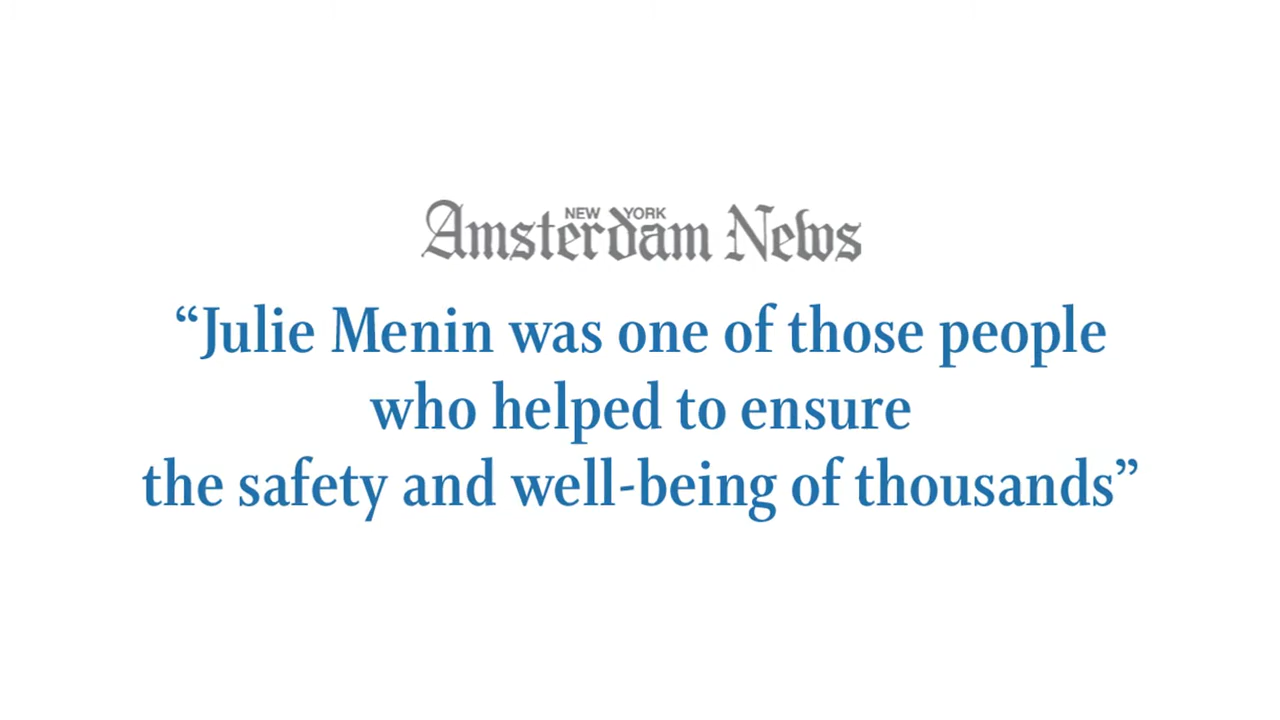 NEW YORK
Amsterdam News
“Julie Menin was one of those people
who helped to ensure
the safety and well-being of thousands”